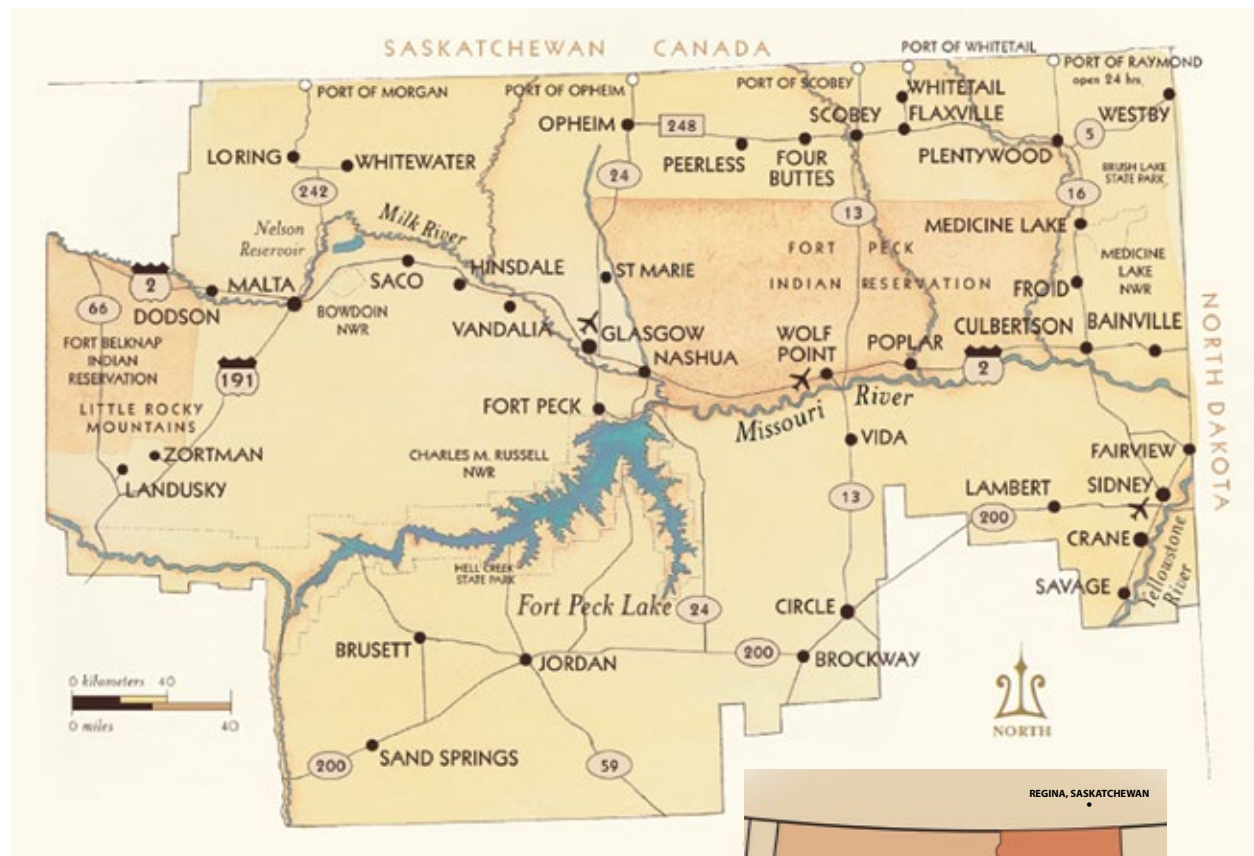 SASKATCHEWAN CANADA
PORT OF WHITETAIL
PORT OF RAYMOND
open 24 hrs.
PORT OF MORGAN
PORT OF OPHEIM
PORT OF SCOBEY
WHITETAIL
OPHEIM
248
SCOBEY
FLAXVILLE
WESTBY
5
LORING
WHITEWATER
PEERLESS
FOUR
BUTTES
PLENTYWOOD
BRUSH LAKE
STATE PARK
242
24
16
13
Nelson
Reservoir
Milk River
MEDICINE LAKE
FORT PECK
INDIAN RESERVATION
MEDICINE
LAKE
NWR
2
MALTA
SACO
HINSDALE
ST MARIE
FROID
66
DODSON
BOWDOIN
NWR
VANDALIA
GLASGOW
NASHUA
WOLF
POINT
POPLAR
CULBERTSON
BAINVILLE
2
NORTH DAKOTA
FORT BELKNAP
INDIAN
RESERVATION
191
LITTLE ROCKY
MOUNTAINS
FORT PECK
Missouri River
VIDA
ZORTMAN
LANDUSKY
CHARLES M. RUSSELL
NWR
FAIRVIEW
SIDNEY
LAMBERT
200
13
CRANE
Yellowstone
River
HELL CREEK
STATE PARK
SAVAGE
Fort Peck Lake
24
CIRCLE
BRUSETT
JORDAN
200
BROCKWAY
0 kilometers 40
0 miles 40
NORTH
200
SAND SPRINGS
59
REGINA, SASKATCHEWAN